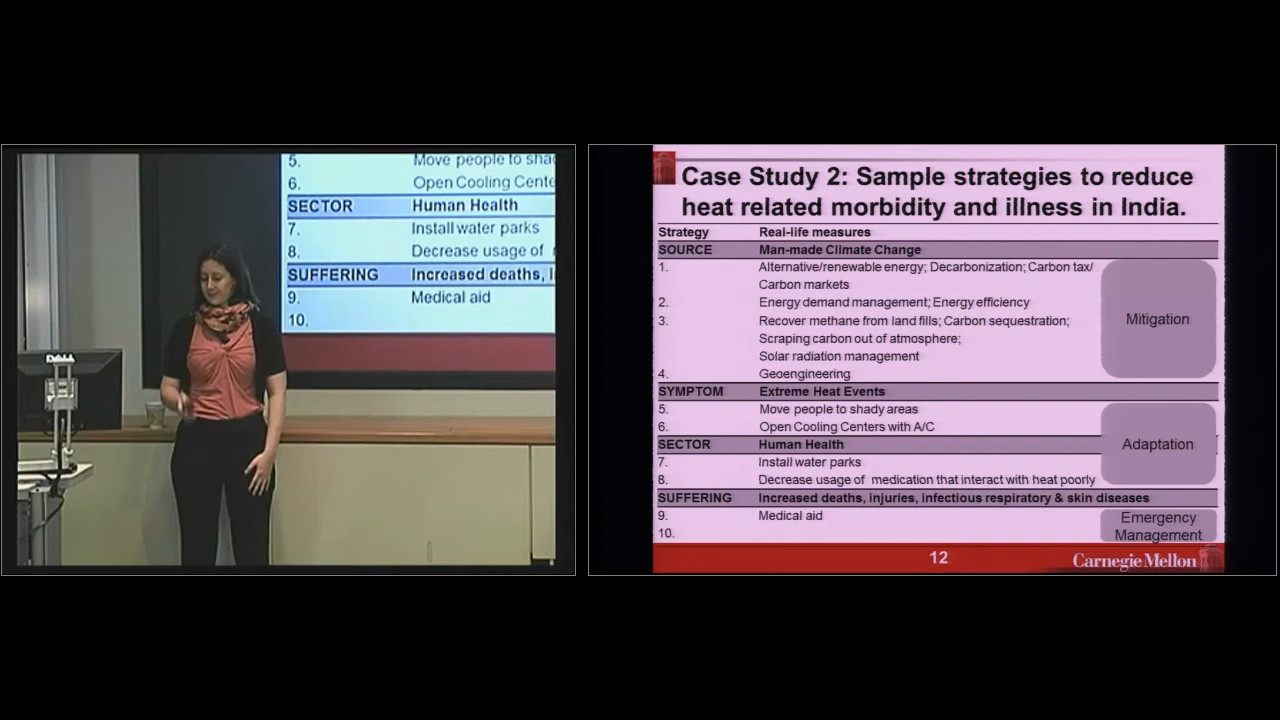 5. Move people to shad
6. Open Cooling Cente
SECTOR Human Health
7. Install water parks
8. Decrease usage of
SUFFERING Increased deaths, i
9. Medical aid
10.
DELL
Case Study 2: Sample strategies to reduce
heat related morbidity and illness in India.
Strategy Real-life measures
SOURCE Man-made Climate Change
1. Alternative/renewable energy; Decarbonization; Carbon tax/
Carbon markets
2. Energy demand management; Energy efficiency
3. Recover methane from land fills; Carbon sequestration;
Scraping carbon out of atmosphere;
Solar radiation management
4. Geoengineering
Mitigation
SYMPTOM Extreme Heat Events
5. Move people to shady areas
6. Open Cooling Centers with A/C
SECTOR Human Health
Adaptation
7. Install water parks
8. Decrease usage of medication that interact with heat poorly
SUFFERING Increased deaths, injuries, infectious respiratory & skin diseases
9. Medical aid
10.
Emergency
Management
12
Carnegie Mellon